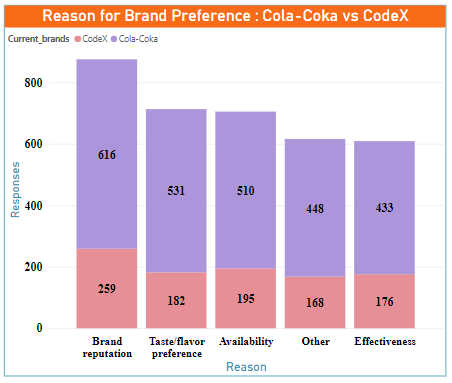 Reason for Brand Preference : Cola-Coka vs CodeX
Current_brands CodeX Cola-Coka
800
600
400
200
0
Responses
616
531
510
448
433
259
182
195
168
176
Brand reputation
Taste/flavor preference
Availability
Other
Effectiveness
Reason